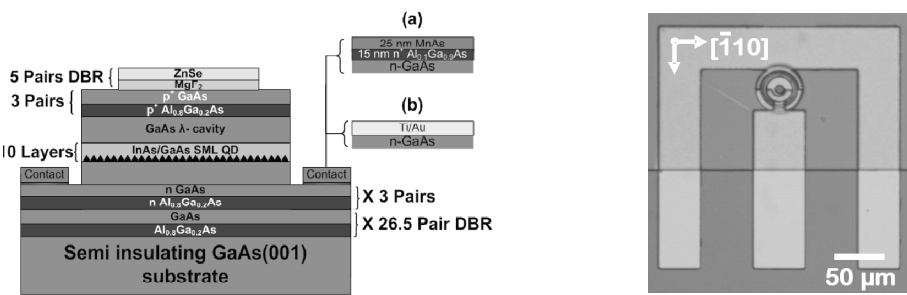 (a)
25 nm MnAs
15 nm n⁺ Al₀.₁Ga₀.₉As
n-GaAs
5 Pairs DBR
ZnSe
MgF₂
3 Pairs
p⁺ GaAs
p⁺ Al₀.₈Ga₀.₂As
GaAs λ- cavity
(b)
Ti/Au
n-GaAs
10 Layers
InAs/GaAs SML QD
Contact
Contact
n GaAs
n Al₀.₈Ga₀.₂As
X 3 Pairs
GaAs
Al₀.₈Ga₀.₂As
X 26.5 Pair DBR
Semi insulating GaAs(001)
substrate
[1̄10]
50 µm